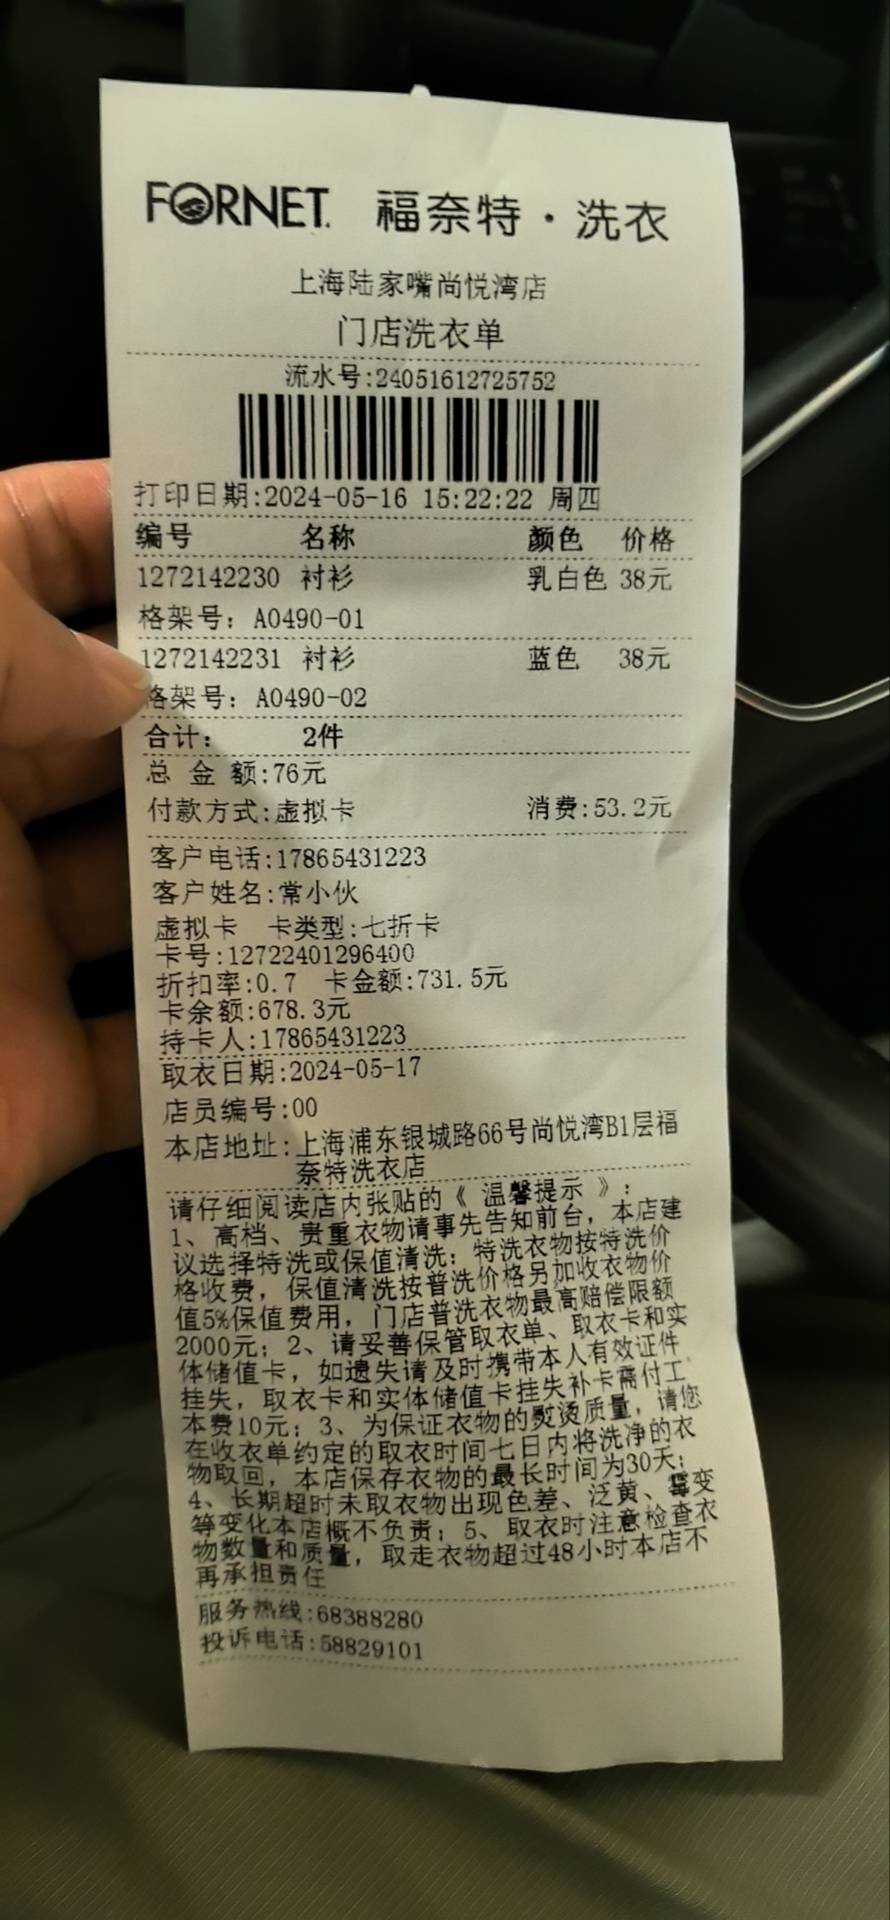 FORNET. 福奈特·洗衣
上海陆家嘴尚悦湾店
门店洗衣单
流水号:24051612725752
打印日期:2024-05-16 15:22:22 周四
编号 名称 颜色 价格
1272142230 衬衫 乳白色 38元
格架号: A0490-01
1272142231 衬衫 蓝色 38元
格架号: A0490-02
合计: 2件
总 金 额:76元
付款方式:虚拟卡 消费:53.2元
客户电话:17865431223
客户姓名:常小伙
虚拟卡 卡类型:七折卡
卡号:12722401296400
折扣率:0.7 卡金额:731.5元
卡余额:678.3元
持卡人:17865431223
取衣日期:2024-05-17
店员编号:00
本店地址:上海浦东银城路66号尚悦湾B1层福
奈特洗衣店
请仔细阅读店内张贴的《 温馨提示 》:
1、高档、贵重衣物请事先告知前台，本店建
议选择特洗或保值清洗: 特洗衣物按特洗价
格收费，保值清洗按普洗价格另加收衣物价
值5%保值费用，门店普洗衣物最高赔偿限额
2000元; 2、请妥善保管取衣单、取衣卡和实
体储值卡，如遗失请及时携带本人有效证件
挂失，取衣卡和实体储值卡挂失补卡需付工
本费10元; 3、为保证衣物的熨烫质量，请您
在收衣单约定的取衣时间七日内将洗净的衣
物取回，本店保存衣物的最长时间为30天;
4、长期超时未取衣物出现色差、泛黄、霉变
等变化本店概不负责; 5、取衣时注意检查衣
物数量和质量，取走衣物超过48小时本店不
再承担责任
服务热线:68388280
投诉电话:58829101